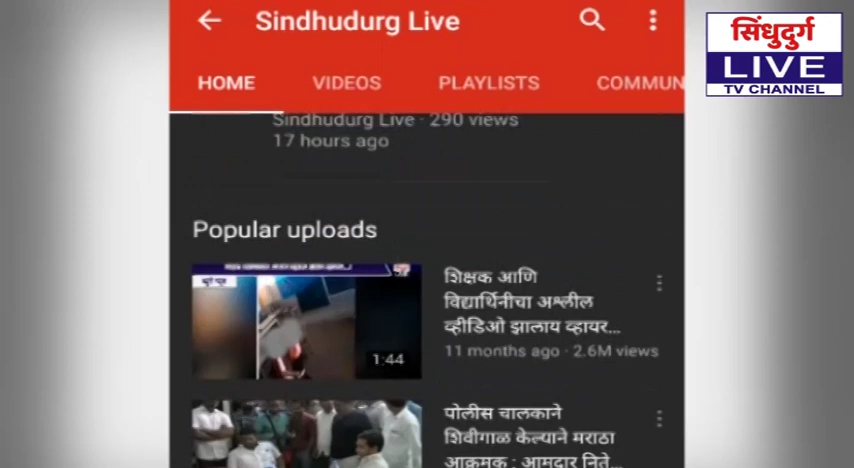 Sindhudurg Live
HOME VIDEOS PLAYLISTS COMMUN
सिंधुदुर्ग
LIVE
TV CHANNEL
Sindhudurg Live · 290 views
17 hours ago
Popular uploads
शिक्षक आणि
विद्यार्थिनीचा अश्लील
व्हीडिओ झालाय व्हायर...
11 months ago · 2.6M views
1:44
पोलीस चालकाने
शिवीगाळ केल्याने मराठा
आक्रमक : आमदार निते...